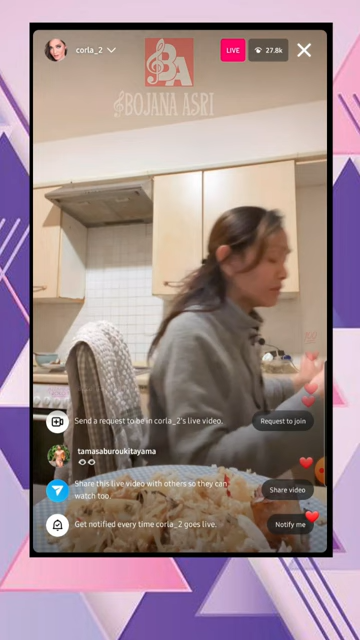 corla_2
LIVE
27.8k
BA
BOJANA ASRI
Send a request to be in corla_2's live video.
Request to join
tamasaburoukitayama
Share this live video with others so they can
watch too.
Share video
Get notified every time corla_2 goes live.
Notify me